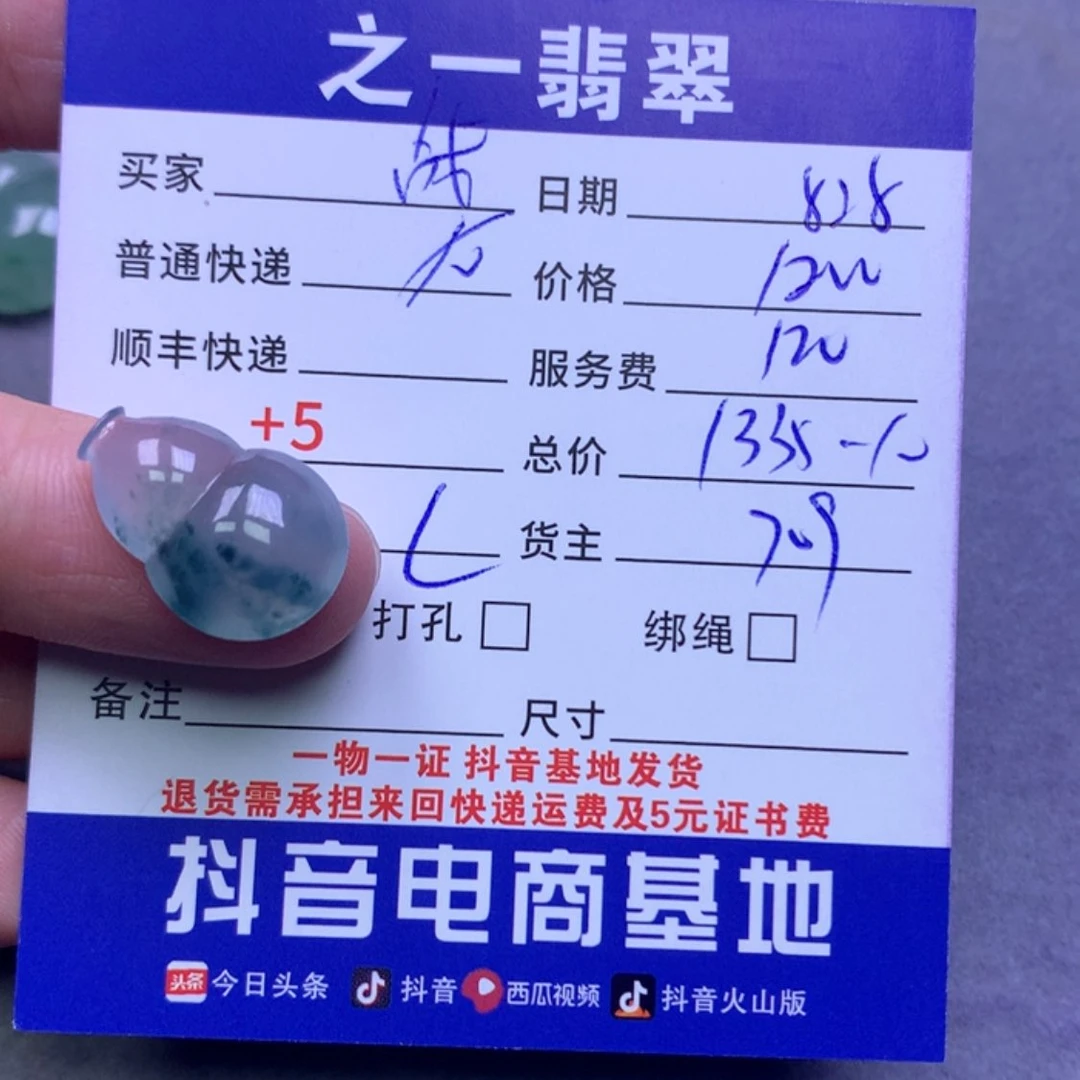 之一翡翠
买家 日期 828
普通快递 价格 1200
顺丰快递 服务费 120
+5 总价 1335-10
货主 709
打孔 绑绳
备注 尺寸
一物一证 抖音基地发货
退货需承担来回快递运费及5元证书费
抖音电商基地
头条 今日头条 抖音 西瓜视频 抖音火山版